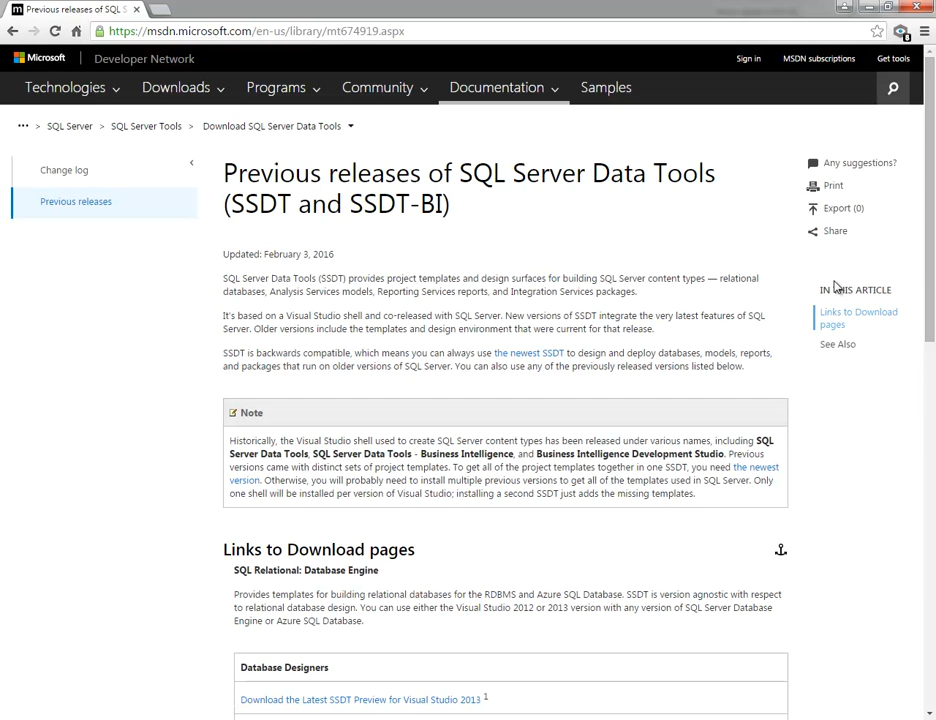 Previous releases of SQL S
https://msdn.microsoft.com/en-us/library/mt674919.aspx
8
Microsoft
Developer Network
Sign in
MSDN subscriptions
Get tools
Technologies
Downloads
Programs
Community
Documentation
Samples
••• > SQL Server > SQL Server Tools > Download SQL Server Data Tools
Change log
Previous releases
Previous releases of SQL Server Data Tools
(SSDT and SSDT-BI)
Any suggestions?
Print
Export (0)
Share
Updated: February 3, 2016
SQL Server Data Tools (SSDT) provides project templates and design surfaces for building SQL Server content types — relational
databases, Analysis Services models, Reporting Services reports, and Integration Services packages.
It's based on a Visual Studio shell and co-released with SQL Server. New versions of SSDT integrate the very latest features of SQL
Server. Older versions include the templates and design environment that were current for that release.
SSDT is backwards compatible, which means you can always use the newest SSDT to design and deploy databases, models, reports,
and packages that run on older versions of SQL Server. You can also use any of the previously released versions listed below.
IN THIS ARTICLE
Links to Download
pages
See Also
Note
Historically, the Visual Studio shell used to create SQL Server content types has been released under various names, including SQL
Server Data Tools, SQL Server Data Tools - Business Intelligence, and Business Intelligence Development Studio. Previous
versions came with distinct sets of project templates. To get all of the project templates together in one SSDT, you need the newest
version. Otherwise, you will probably need to install multiple previous versions to get all of the templates used in SQL Server. Only
one shell will be installed per version of Visual Studio; installing a second SSDT just adds the missing templates.
Links to Download pages
SQL Relational: Database Engine
Provides templates for building relational databases for the RDBMS and Azure SQL Database. SSDT is version agnostic with respect
to relational database design. You can use either the Visual Studio 2012 or 2013 version with any version of SQL Server Database
Engine or Azure SQL Database.
Database Designers
Download the Latest SSDT Preview for Visual Studio 2013 1